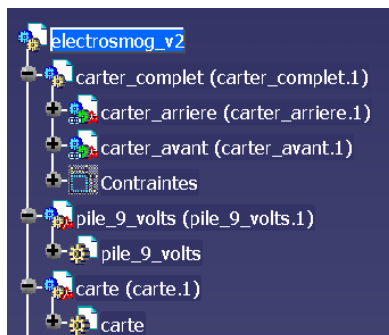 electrosmog_v2
carter_complet (carter_complet.1)
carter_arriere (carter_arriere.1)
carter_avant (carter_avant.1)
Contraintes
pile_9_volts (pile_9_volts.1)
pile_9_volts
carte (carte.1)
carte